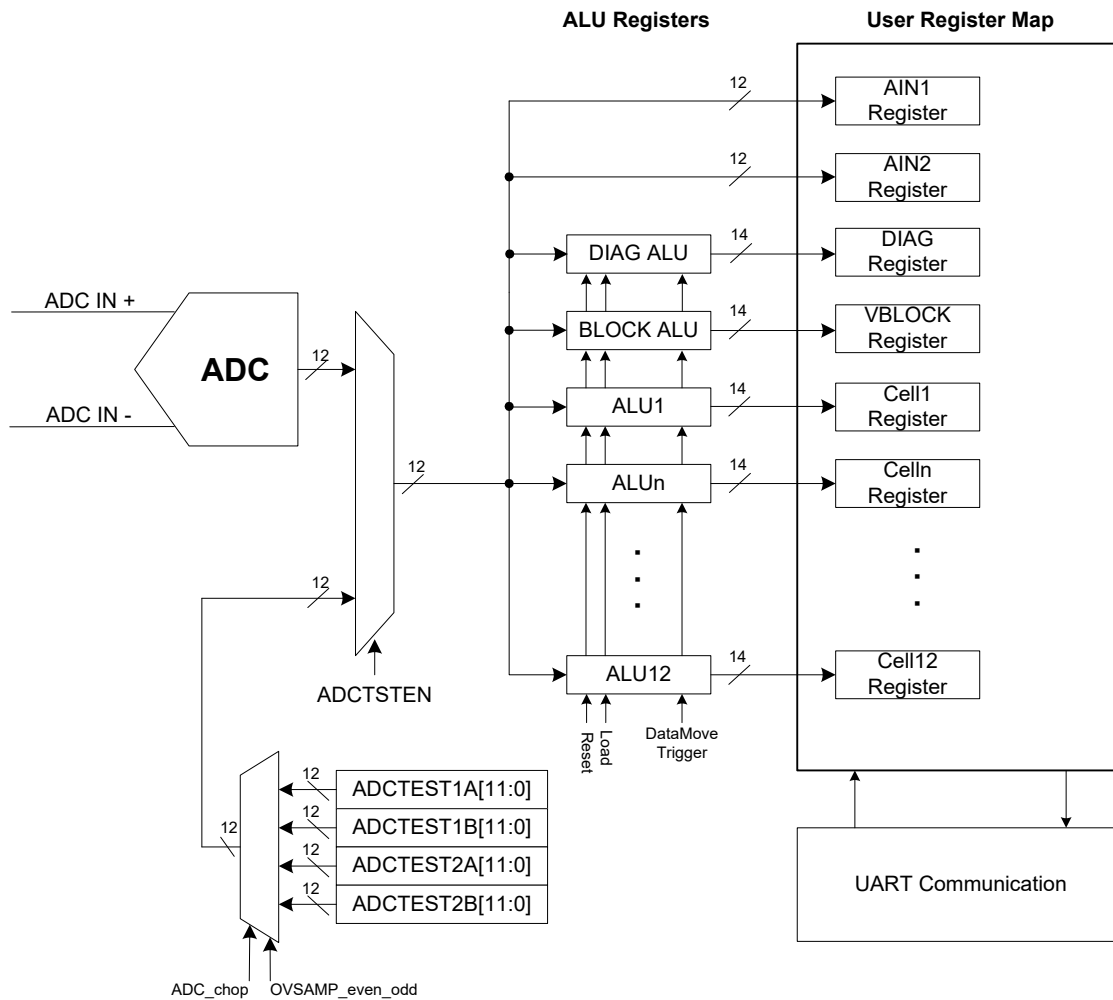 ALU Registers
User Register Map
12
AIN1
Register
12
AIN2
Register
DIAG ALU
14
DIAG
Register
ADC IN +
BLOCK ALU
14
VBLOCK
Register
ADC
12
ADC IN -
ALU1
14
Cell1
Register
12
ALUn
14
Celln
Register
12
ALU12
14
Cell12
Register
ADCTSTEN
Reset
Load
DataMove
Trigger
12
ADCTEST1A[11:0]
12
ADCTEST1B[11:0]
12
12
ADCTEST2A[11:0]
12
ADCTEST2B[11:0]
UART Communication
ADC_chop
OVSAMP_even_odd